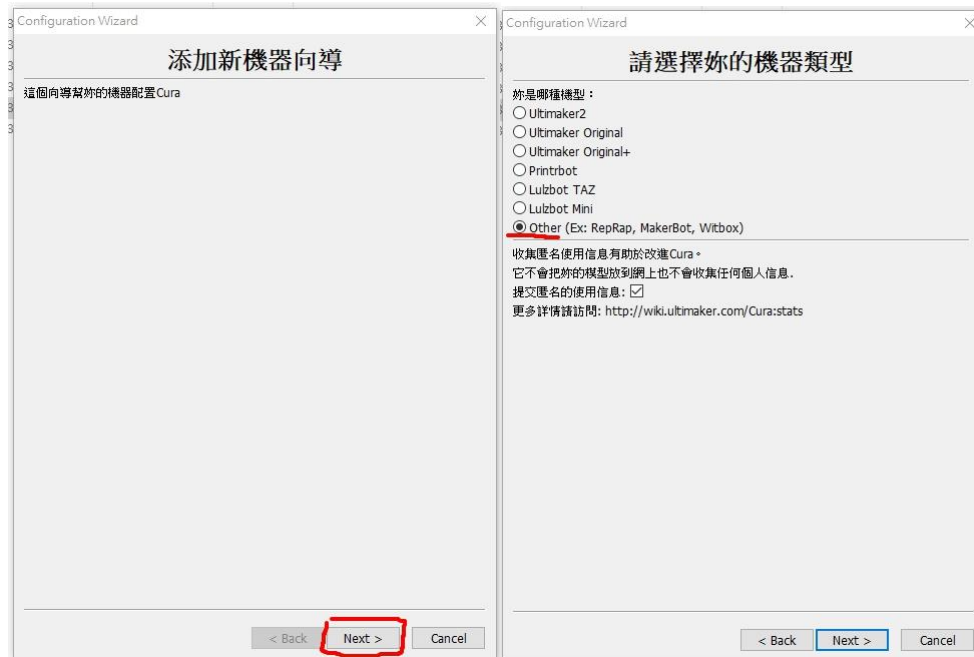 Configuration Wizard
添加新機器向導
這個向導幫妳的機器配置Cura
< Back
Next >
Cancel
Configuration Wizard
請選擇妳的機器類型
妳是哪種機型：
Ultimaker2
Ultimaker Original
Ultimaker Original+
Printrbot
Lulzbot TAZ
Lulzbot Mini
Other (Ex: RepRap, MakerBot, Witbox)
收集匿名使用信息有助於改進Cura。
它不會把妳的模型放到網上也不會收集任何個人信息.
提交匿名的使用信息:
更多詳情請訪問: http://wiki.ultimaker.com/Cura:stats
< Back
Next >
Cancel